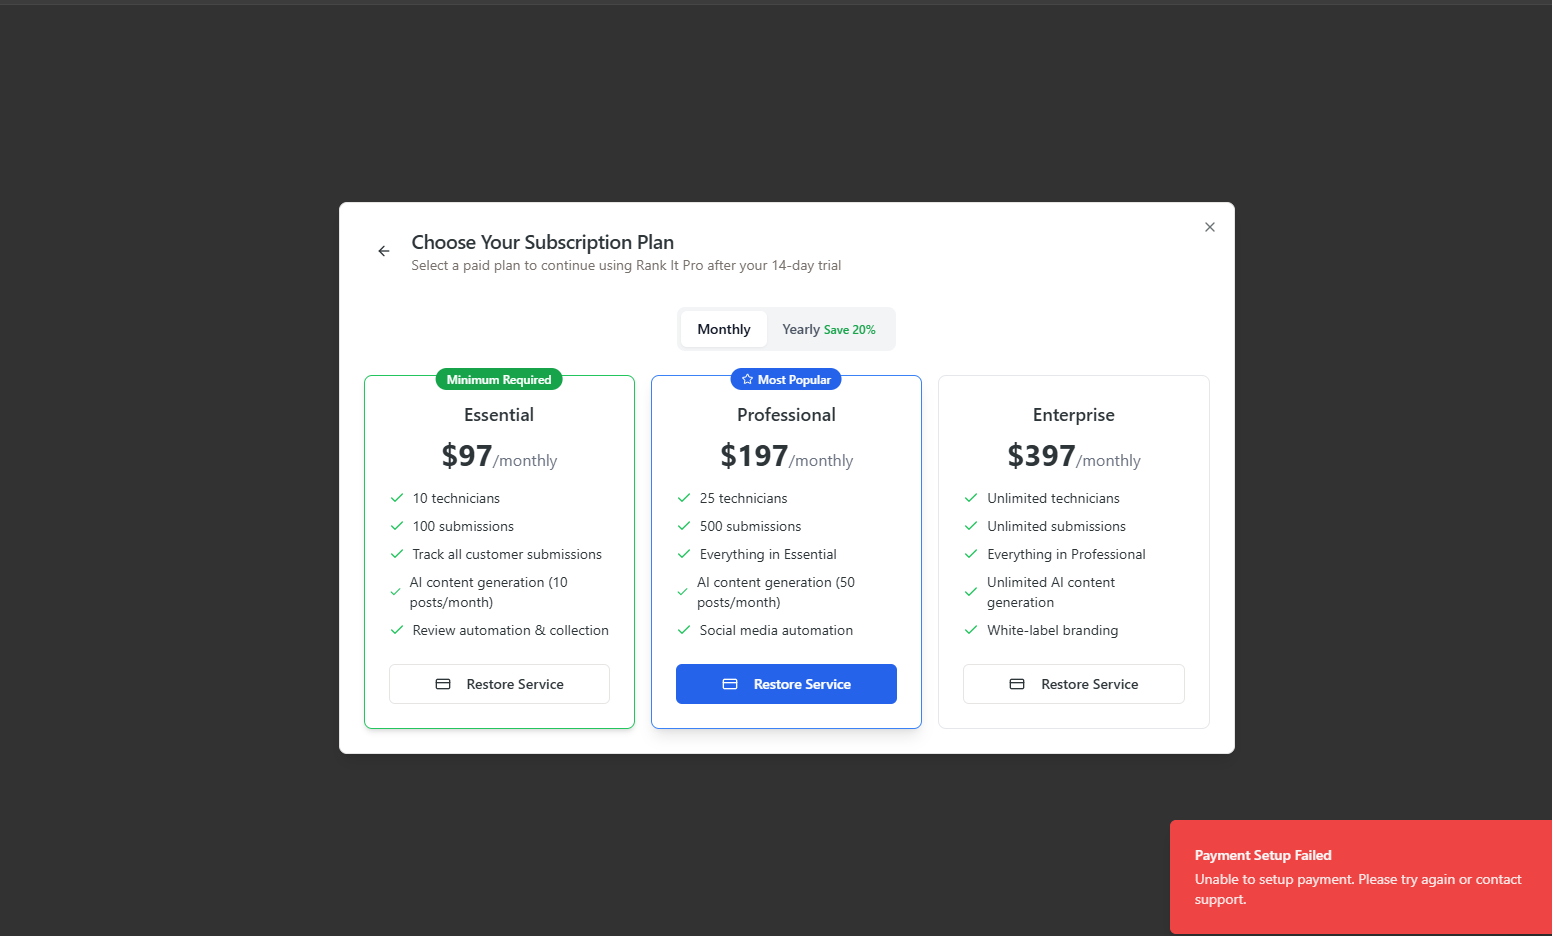 Choose Your Subscription Plan
Select a paid plan to continue using Rank It Pro after your 14-day trial
Monthly
Yearly Save 20%
Minimum Required
Essential
$97/monthly
10 technicians
100 submissions
Track all customer submissions
AI content generation (10
posts/month)
Review automation & collection
Restore Service
Most Popular
Professional
$197/monthly
25 technicians
500 submissions
Everything in Essential
AI content generation (50
posts/month)
Social media automation
Restore Service
Enterprise
$397/monthly
Unlimited technicians
Unlimited submissions
Everything in Professional
Unlimited AI content
generation
White-label branding
Restore Service
Payment Setup Failed
Unable to setup payment. Please try again or contact
support.